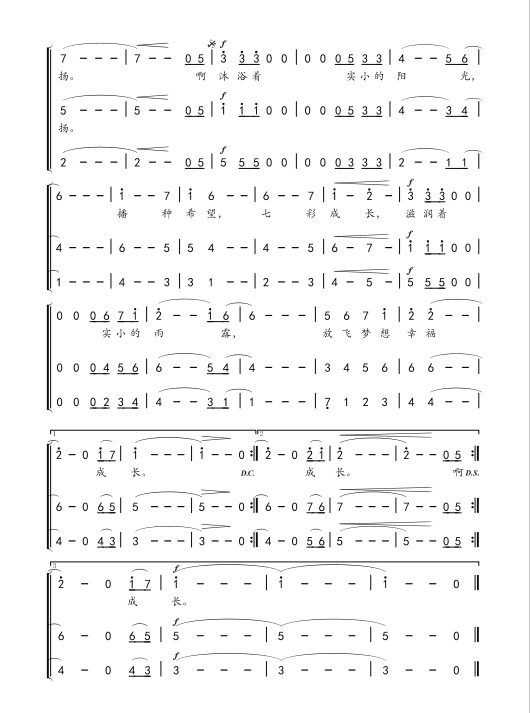 7 - - - | 7 - - 0 5 | 3 3 3 0 0 | 0 0 0 5 3 3 | 4 - - 5 6 |
扬。 啊 沐 浴 着 实 小 的 阳 光，
5 - - - | 5 - - 0 5 | 1 1 1 0 0 | 0 0 0 5 3 3 | 4 - - 3 4 |
扬。
2 - - - | 2 - - 0 5 | 5 5 5 0 0 | 0 0 0 3 3 3 | 2 - - 1 1 |
6 - - - | 1 - - 7 | 1 6 - - | 6 - - 7 | 1 - 2 - | 3 3 3 0 0 |
播 种 希 望， 七 彩 成 长， 滋 润 着
4 - - - | 6 - - 5 | 5 4 - - | 4 - - 5 | 6 - 7 - | 1 1 1 0 0 |
1 - - - | 4 - - 3 | 3 1 - - | 2 - - 3 | 4 - 5 - | 5 5 5 0 0 |
0 0 0 6 7 1 | 2 - - 1 6 | 6 - - - | 5 6 7 1 | 2 2 - - |
实 小 的 雨 露， 放 飞 梦 想 幸 福
0 0 0 4 5 6 | 6 - - 5 4 | 4 - - - | 3 4 5 6 | 6 6 - - |
0 0 0 2 3 4 | 4 - - 3 1 | 1 - - - | 7 1 2 3 | 4 4 - - |
2 - 0 1 7 | 1 - - - | 1 - - 0 :|| 2 - 0 2 1 | 2 - - - | 2 - - 0 5 :||
成 长。 D.C. 成 长。 啊 D.S.
6 - 0 6 5 | 5 - - - | 5 - - 0 :|| 6 - 0 7 6 | 7 - - - | 7 - - 0 5 :||
4 - 0 4 3 | 3 - - - | 3 - - 0 :|| 4 - 0 5 6 | 5 - - - | 5 - - 0 5 :||
2 - 0 1 7 | 1 - - - | 1 - - - | 1 - - 0 ||
成 长。
6 - 0 6 5 | 5 - - - | 5 - - - | 5 - - 0 ||
4 - 0 4 3 | 3 - - - | 3 - - - | 3 - - 0 ||